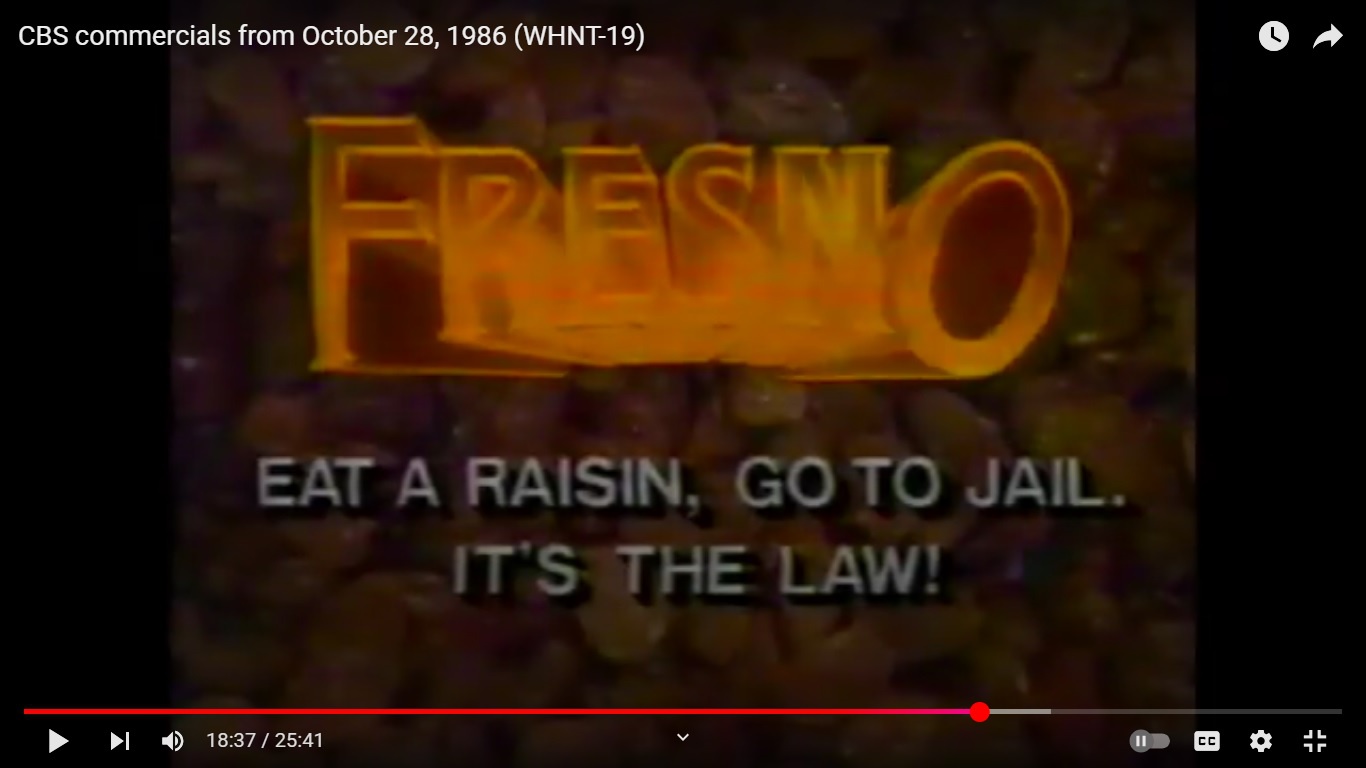 CBS commercials from October 28, 1986 (WHNT-19)
FRESNO
EAT A RAISIN, GO TO JAIL.
IT'S THE LAW!
18:37 / 25:41
CC